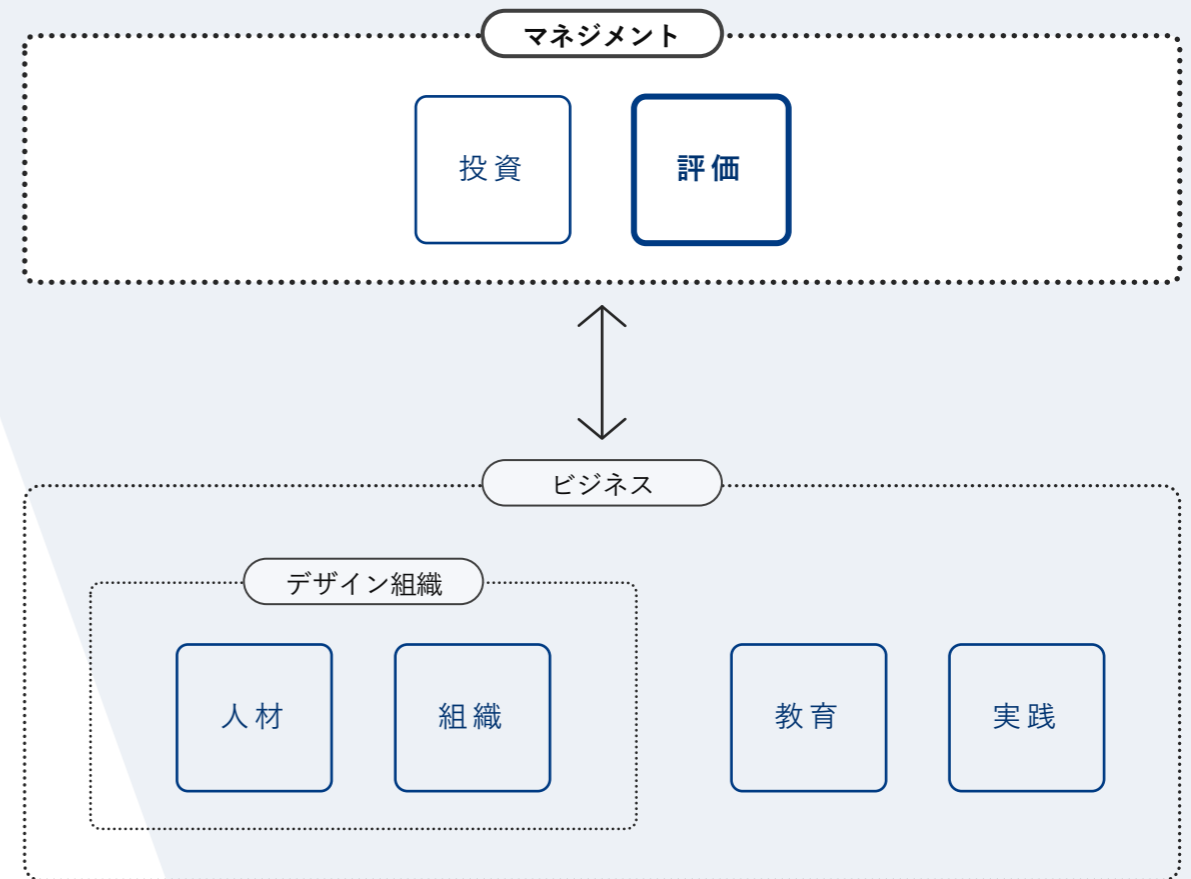 マネジメント
投資
評価
ビジネス
デザイン組織
人材
組織
教育
実践